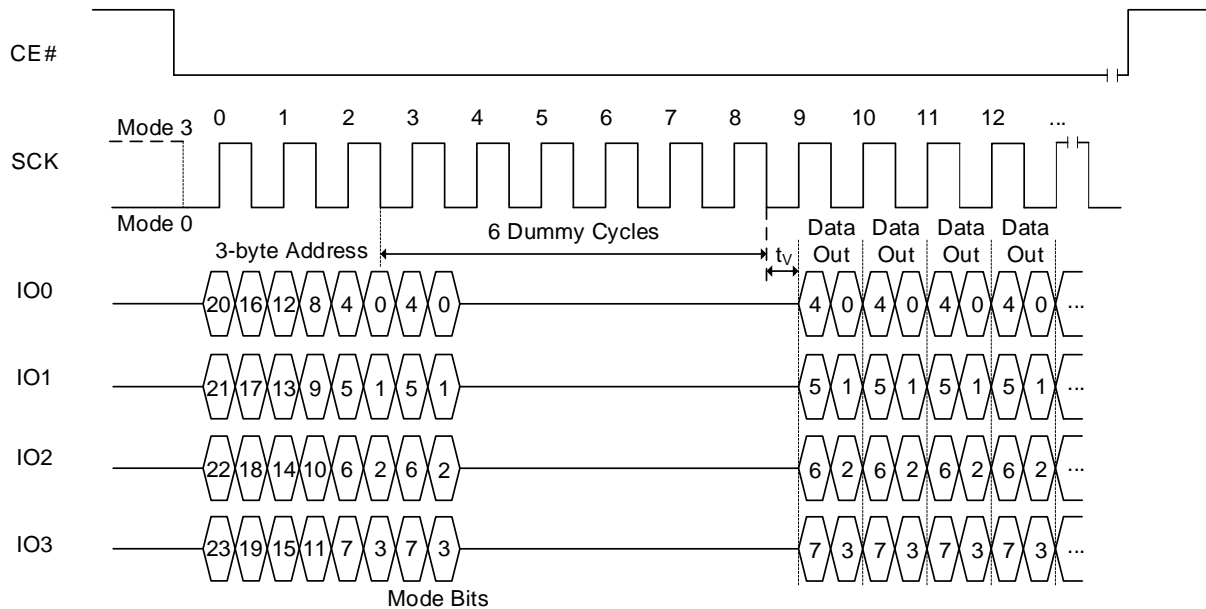 CE#
0 1 2 3 4 5 6 7 8 9 10 11 12 ...
Mode 3
SCK
Mode 0
6 Dummy Cycles
Data Data Data Data
3-byte Address
tV Out Out Out Out
IO0 20 16 12 8 4 0 4 0 4 0 4 0 4 0 4 0 ...
IO1 21 17 13 9 5 1 5 1 5 1 5 1 5 1 5 1 ...
IO2 22 18 14 10 6 2 6 2 6 2 6 2 6 2 6 2 ...
IO3 23 19 15 11 7 3 7 3 7 3 7 3 7 3 7 3 ...
Mode Bits